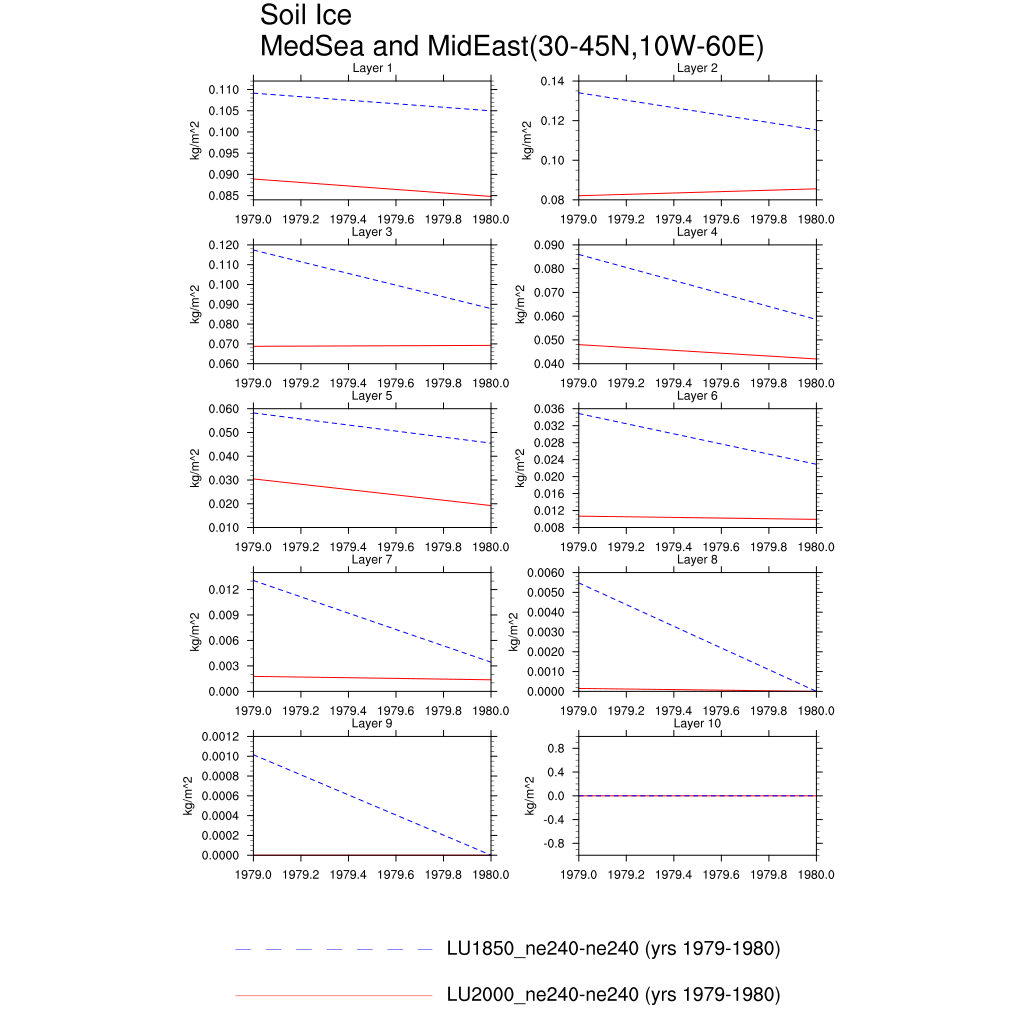 Soil Ice
MedSea and MidEast(30-45N,10W-60E)
Layer 1
kg/m^2
0.110
0.105
0.100
0.095
0.090
0.085
1979.0 1979.2 1979.4 1979.6 1979.8 1980.0
Layer 2
kg/m^2
0.14
0.12
0.10
0.08
1979.0 1979.2 1979.4 1979.6 1979.8 1980.0
Layer 3
kg/m^2
0.120
0.110
0.100
0.090
0.080
0.070
0.060
1979.0 1979.2 1979.4 1979.6 1979.8 1980.0
Layer 4
kg/m^2
0.090
0.080
0.070
0.060
0.050
0.040
1979.0 1979.2 1979.4 1979.6 1979.8 1980.0
Layer 5
kg/m^2
0.060
0.050
0.040
0.030
0.020
0.010
1979.0 1979.2 1979.4 1979.6 1979.8 1980.0
Layer 6
kg/m^2
0.036
0.032
0.028
0.024
0.020
0.016
0.012
0.008
1979.0 1979.2 1979.4 1979.6 1979.8 1980.0
Layer 7
kg/m^2
0.012
0.009
0.006
0.003
0.000
1979.0 1979.2 1979.4 1979.6 1979.8 1980.0
Layer 8
kg/m^2
0.0060
0.0050
0.0040
0.0030
0.0020
0.0010
0.0000
1979.0 1979.2 1979.4 1979.6 1979.8 1980.0
Layer 9
kg/m^2
0.0012
0.0010
0.0008
0.0006
0.0004
0.0002
0.0000
1979.0 1979.2 1979.4 1979.6 1979.8 1980.0
Layer 10
kg/m^2
0.8
0.4
0.0
-0.4
-0.8
1979.0 1979.2 1979.4 1979.6 1979.8 1980.0
LU1850_ne240-ne240 (yrs 1979-1980)
LU2000_ne240-ne240 (yrs 1979-1980)